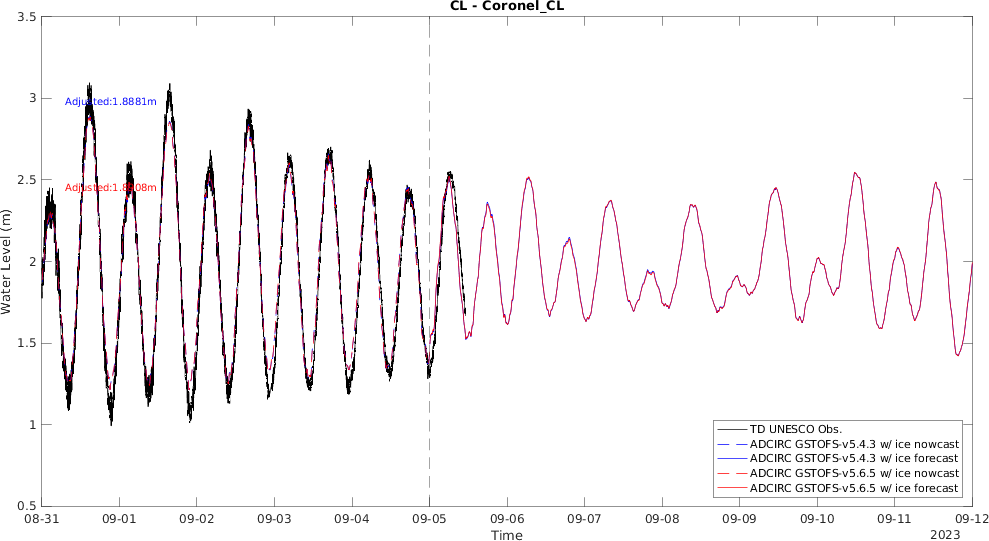 CL - Coronel_CL
3.5
3
2.5
2
1.5
1
0.5
Water Level (m)
Adjusted:1.8881m
08-31
09-01
09-02
09-03
09-04
09-05
09-06
09-07
09-08
09-09
09-10
09-11
09-12
Time
2023
TD UNESCO Obs.
ADCIRC GSTOFS-v5.4.3 w/ ice nowcast
ADCIRC GSTOFS-v5.4.3 w/ ice forecast
ADCIRC GSTOFS-v5.6.5 w/ ice nowcast
ADCIRC GSTOFS-v5.6.5 w/ ice forecast